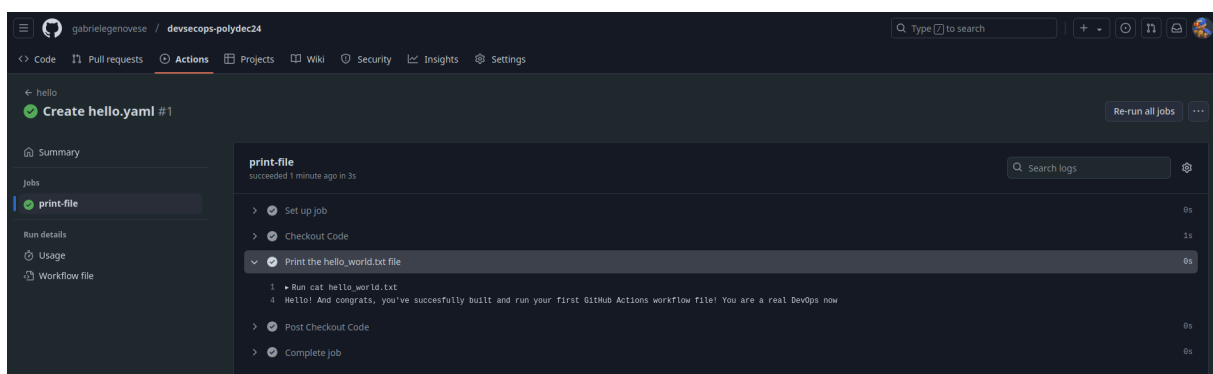 gabrielegenovese / devsecops-polydec24
Type / to search
Code Pull requests Actions Projects Wiki Security Insights Settings
← hello
Create hello.yaml #1
Re-run all jobs
Summary
Jobs
print-file
Run details
Usage
Workflow file
print-file
succeeded 1 minute ago in 3s
Search logs
Set up job 0s
Checkout Code 1s
Print the hello_world.txt file 0s
1 ▸ Run cat hello_world.txt
4 Hello! And congrats, you've succesfully built and run your first GitHub Actions workflow file! You are a real DevOps now
Post Checkout Code 0s
Complete job 0s